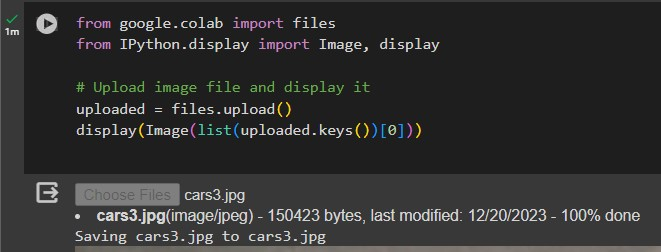 1m
from google.colab import files
from IPython.display import Image, display
# Upload image file and display it
uploaded = files.upload()
display(Image(list(uploaded.keys())[0]))
Choose Files cars3.jpg
• cars3.jpg(image/jpeg) - 150423 bytes, last modified: 12/20/2023 - 100% done
Saving cars3.jpg to cars3.jpg